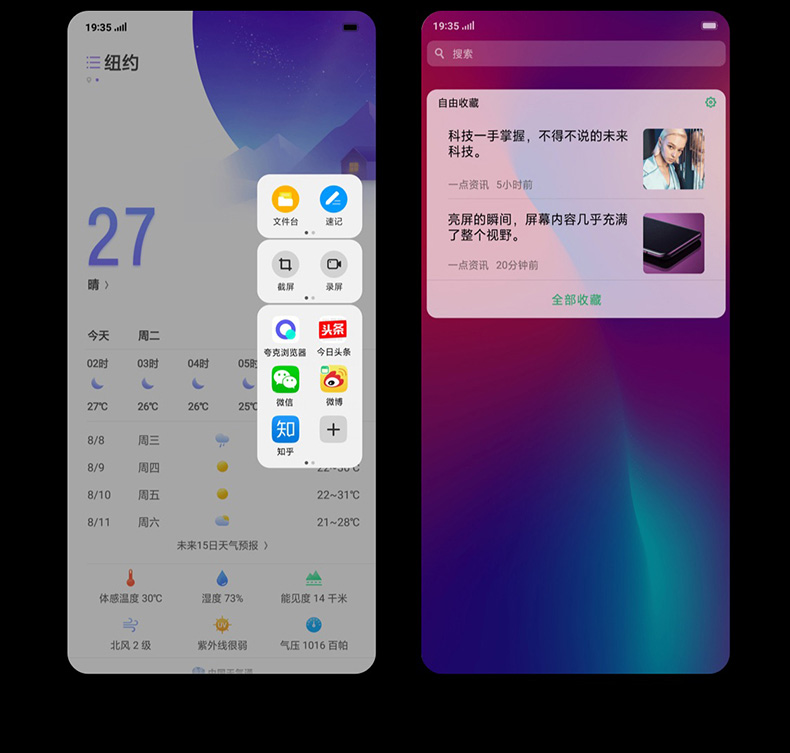 19:35
纽约
27
晴 〉
今天 周二
02时 03时 04时 05时
27℃ 26℃ 26℃ 25℃
8/8 周三
8/9 周四 22~30℃
8/10 周五 22~31℃
8/11 周六 21~28℃
未来15日天气预报 〉
体感温度 30℃ 湿度 73% 能见度 14 千米
北风 2 级 紫外线很弱 气压 1016 百帕
中国天气通
文件台 速记
截屏 录屏
头条
夸克浏览器 今日头条
微信 微博
知
知乎
19:35
搜索
自由收藏
科技一手掌握，不得不说的未来
科技。
一点资讯 5小时前
亮屏的瞬间，屏幕内容几乎充满
了整个视野。
一点资讯 20分钟前
全部收藏